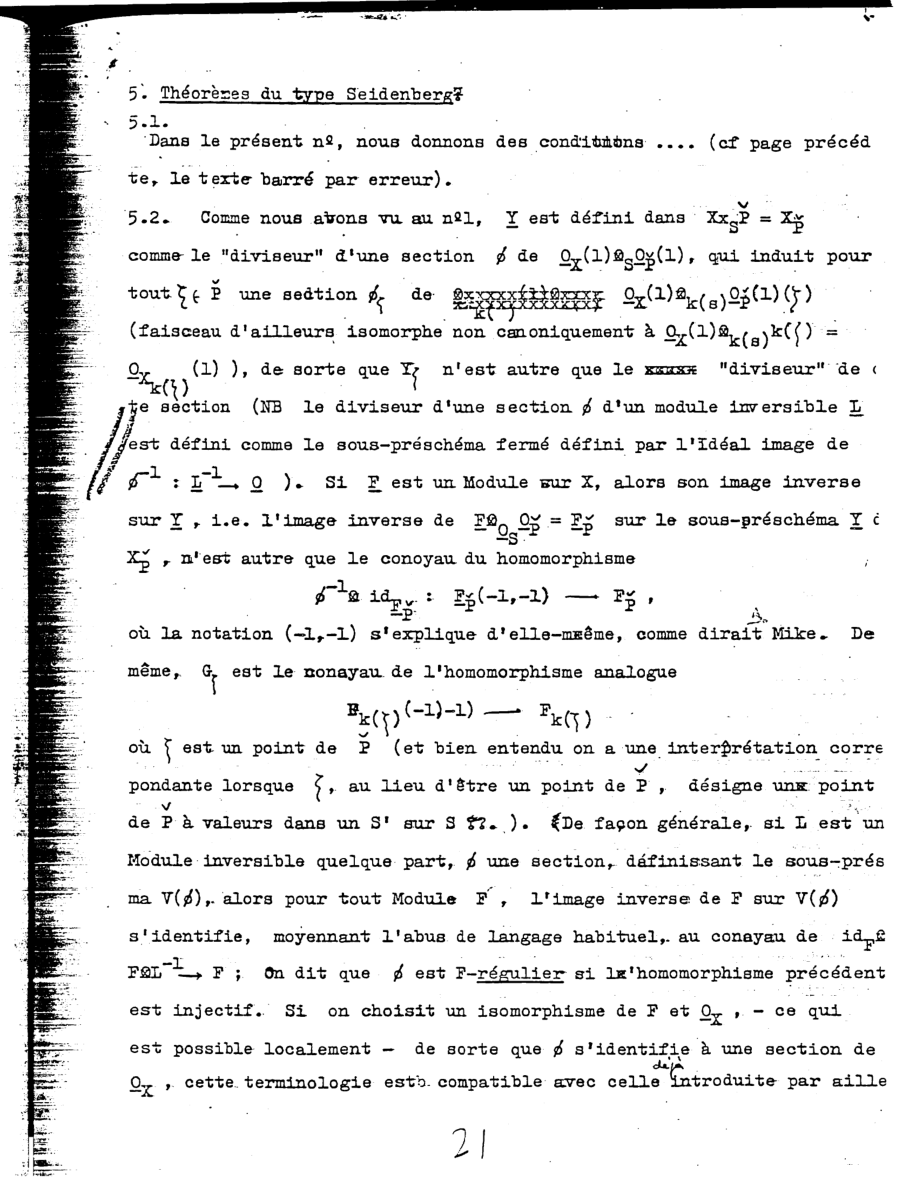 5. Théorèmes du type Seidenberg
5.1.
Dans le présent nº, nous donnons des conditions .... (cf page précéd
te, le texte barré par erreur).
5.2. Comme nous avons vu au nº1, Y est défini dans Xx_S P̌ = X_P̌
comme le "diviseur" d'une section ø de O_X(1)⊗_S O_P̌(1), qui induit pour
tout ξ ∈ P̌ une sedtion ø_ξ de O_X(1)⊗_k(s) O_P̌(1)(ξ)
(faisceau d'ailleurs isomorphe non canoniquement à O_X(1)⊗_k(s) k(ξ) =
O_X_k(ξ) (1) ), de sorte que Y_ξ n'est autre que le "diviseur" de c
te section (NB le diviseur d'une section ø d'un module inversible L
est défini comme le sous-préschéma fermé défini par l'Idéal image de
ø^-1 : L^-1 → O ). Si F est un Module sur X, alors son image inverse
sur Y , i.e. l'image inverse de F⊗_O_S O_P̌ = F_P̌ sur le sous-préschéma Y d
X_P̌ , n'est autre que le conoyau du homomorphisme
ø^-1 ⊗ id_F_P̌ : F_P̌(-1,-1) — F_P̌ ,
où la notation (-1,-1) s'explique d'elle-même, comme dirait A. Mike. De
même, G_ξ est le nonayau de l'homomorphisme analogue
F_k(ξ)(-1)-1) — F_k(ξ)
où ξ est un point de P̌ (et bien entendu on a une interprétation corre
pondante lorsque ξ, au lieu d'être un point de P̌ , désigne un point
de P̌ à valeurs dans un S' sur S ??. ). (De façon générale, si L est un
Module inversible quelque part, ø une section, définissant le sous-prés
ma V(ø), alors pour tout Module F , l'image inverse de F sur V(ø)
s'identifie, moyennant l'abus de langage habituel, au conayau de id_F⊗
F⊗L^-1 → F ; On dit que ø est F-régulier si l'homomorphisme précédent
est injectif. Si on choisit un isomorphisme de F et O_X , - ce qui
est possible localement - de sorte que ø s'identifie à une section de
O_X , cette terminologie est compatible avec celle déjà introduite par aille
21